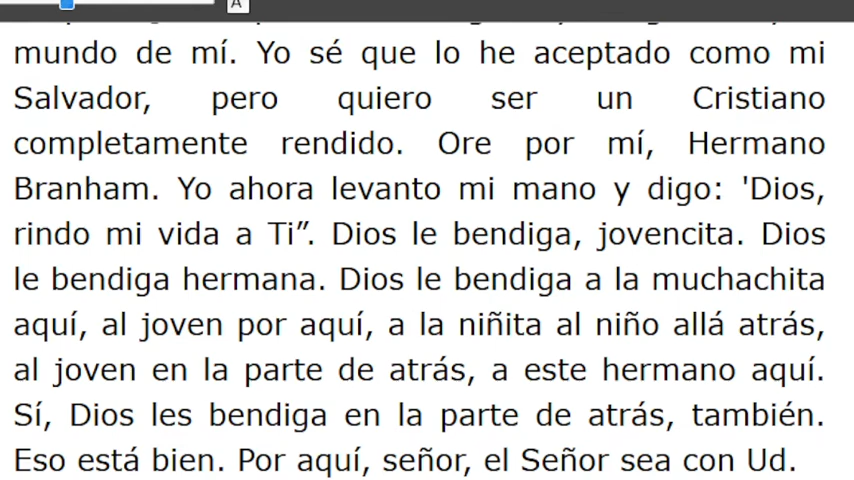 A
mundo de mí. Yo sé que lo he aceptado como mi
Salvador, pero quiero ser un Cristiano
completamente rendido. Ore por mí, Hermano
Branham. Yo ahora levanto mi mano y digo: 'Dios,
rindo mi vida a Ti”. Dios le bendiga, jovencita. Dios
le bendiga hermana. Dios le bendiga a la muchachita
aquí, al joven por aquí, a la niñita al niño allá atrás,
al joven en la parte de atrás, a este hermano aquí.
Sí, Dios les bendiga en la parte de atrás, también.
Eso está bien. Por aquí, señor, el Señor sea con Ud.